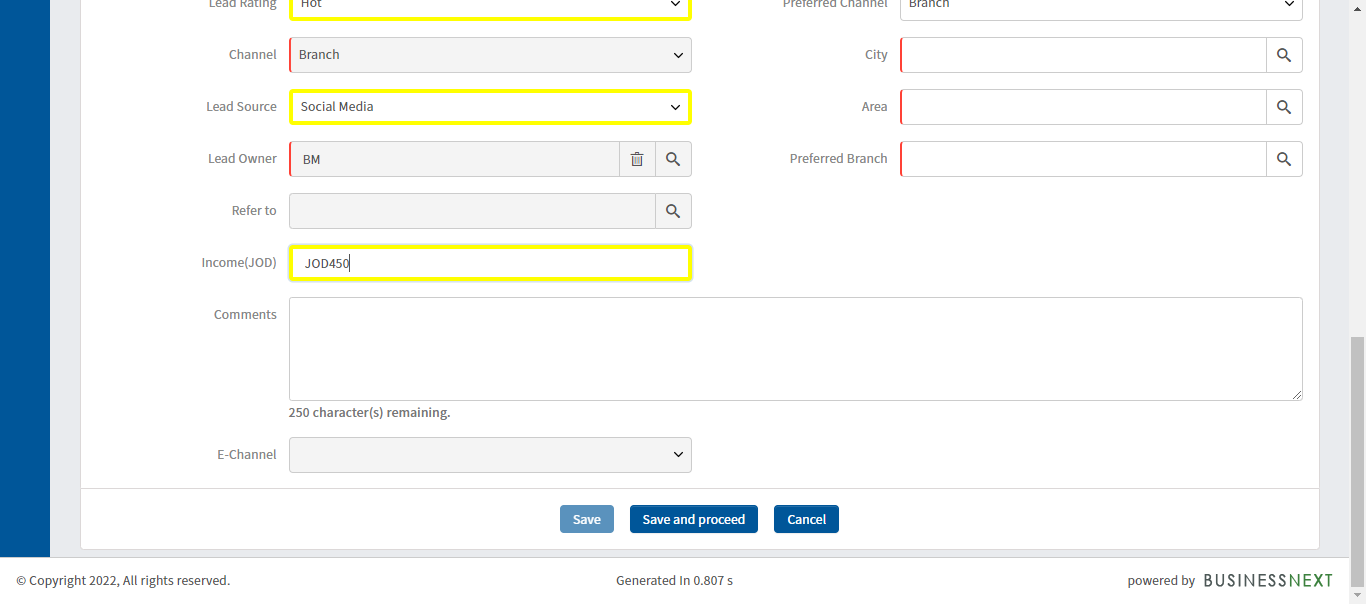 Lead Rating Hot Preferred Channel Branch
Channel Branch City
Lead Source Social Media Area
Lead Owner BM Preferred Branch
Refer to
Income(JOD) JOD450
Comments
250 character(s) remaining.
E-Channel
Save Save and proceed Cancel
© Copyright 2022, All rights reserved. Generated In 0.807 s powered by BUSINESSNEXT